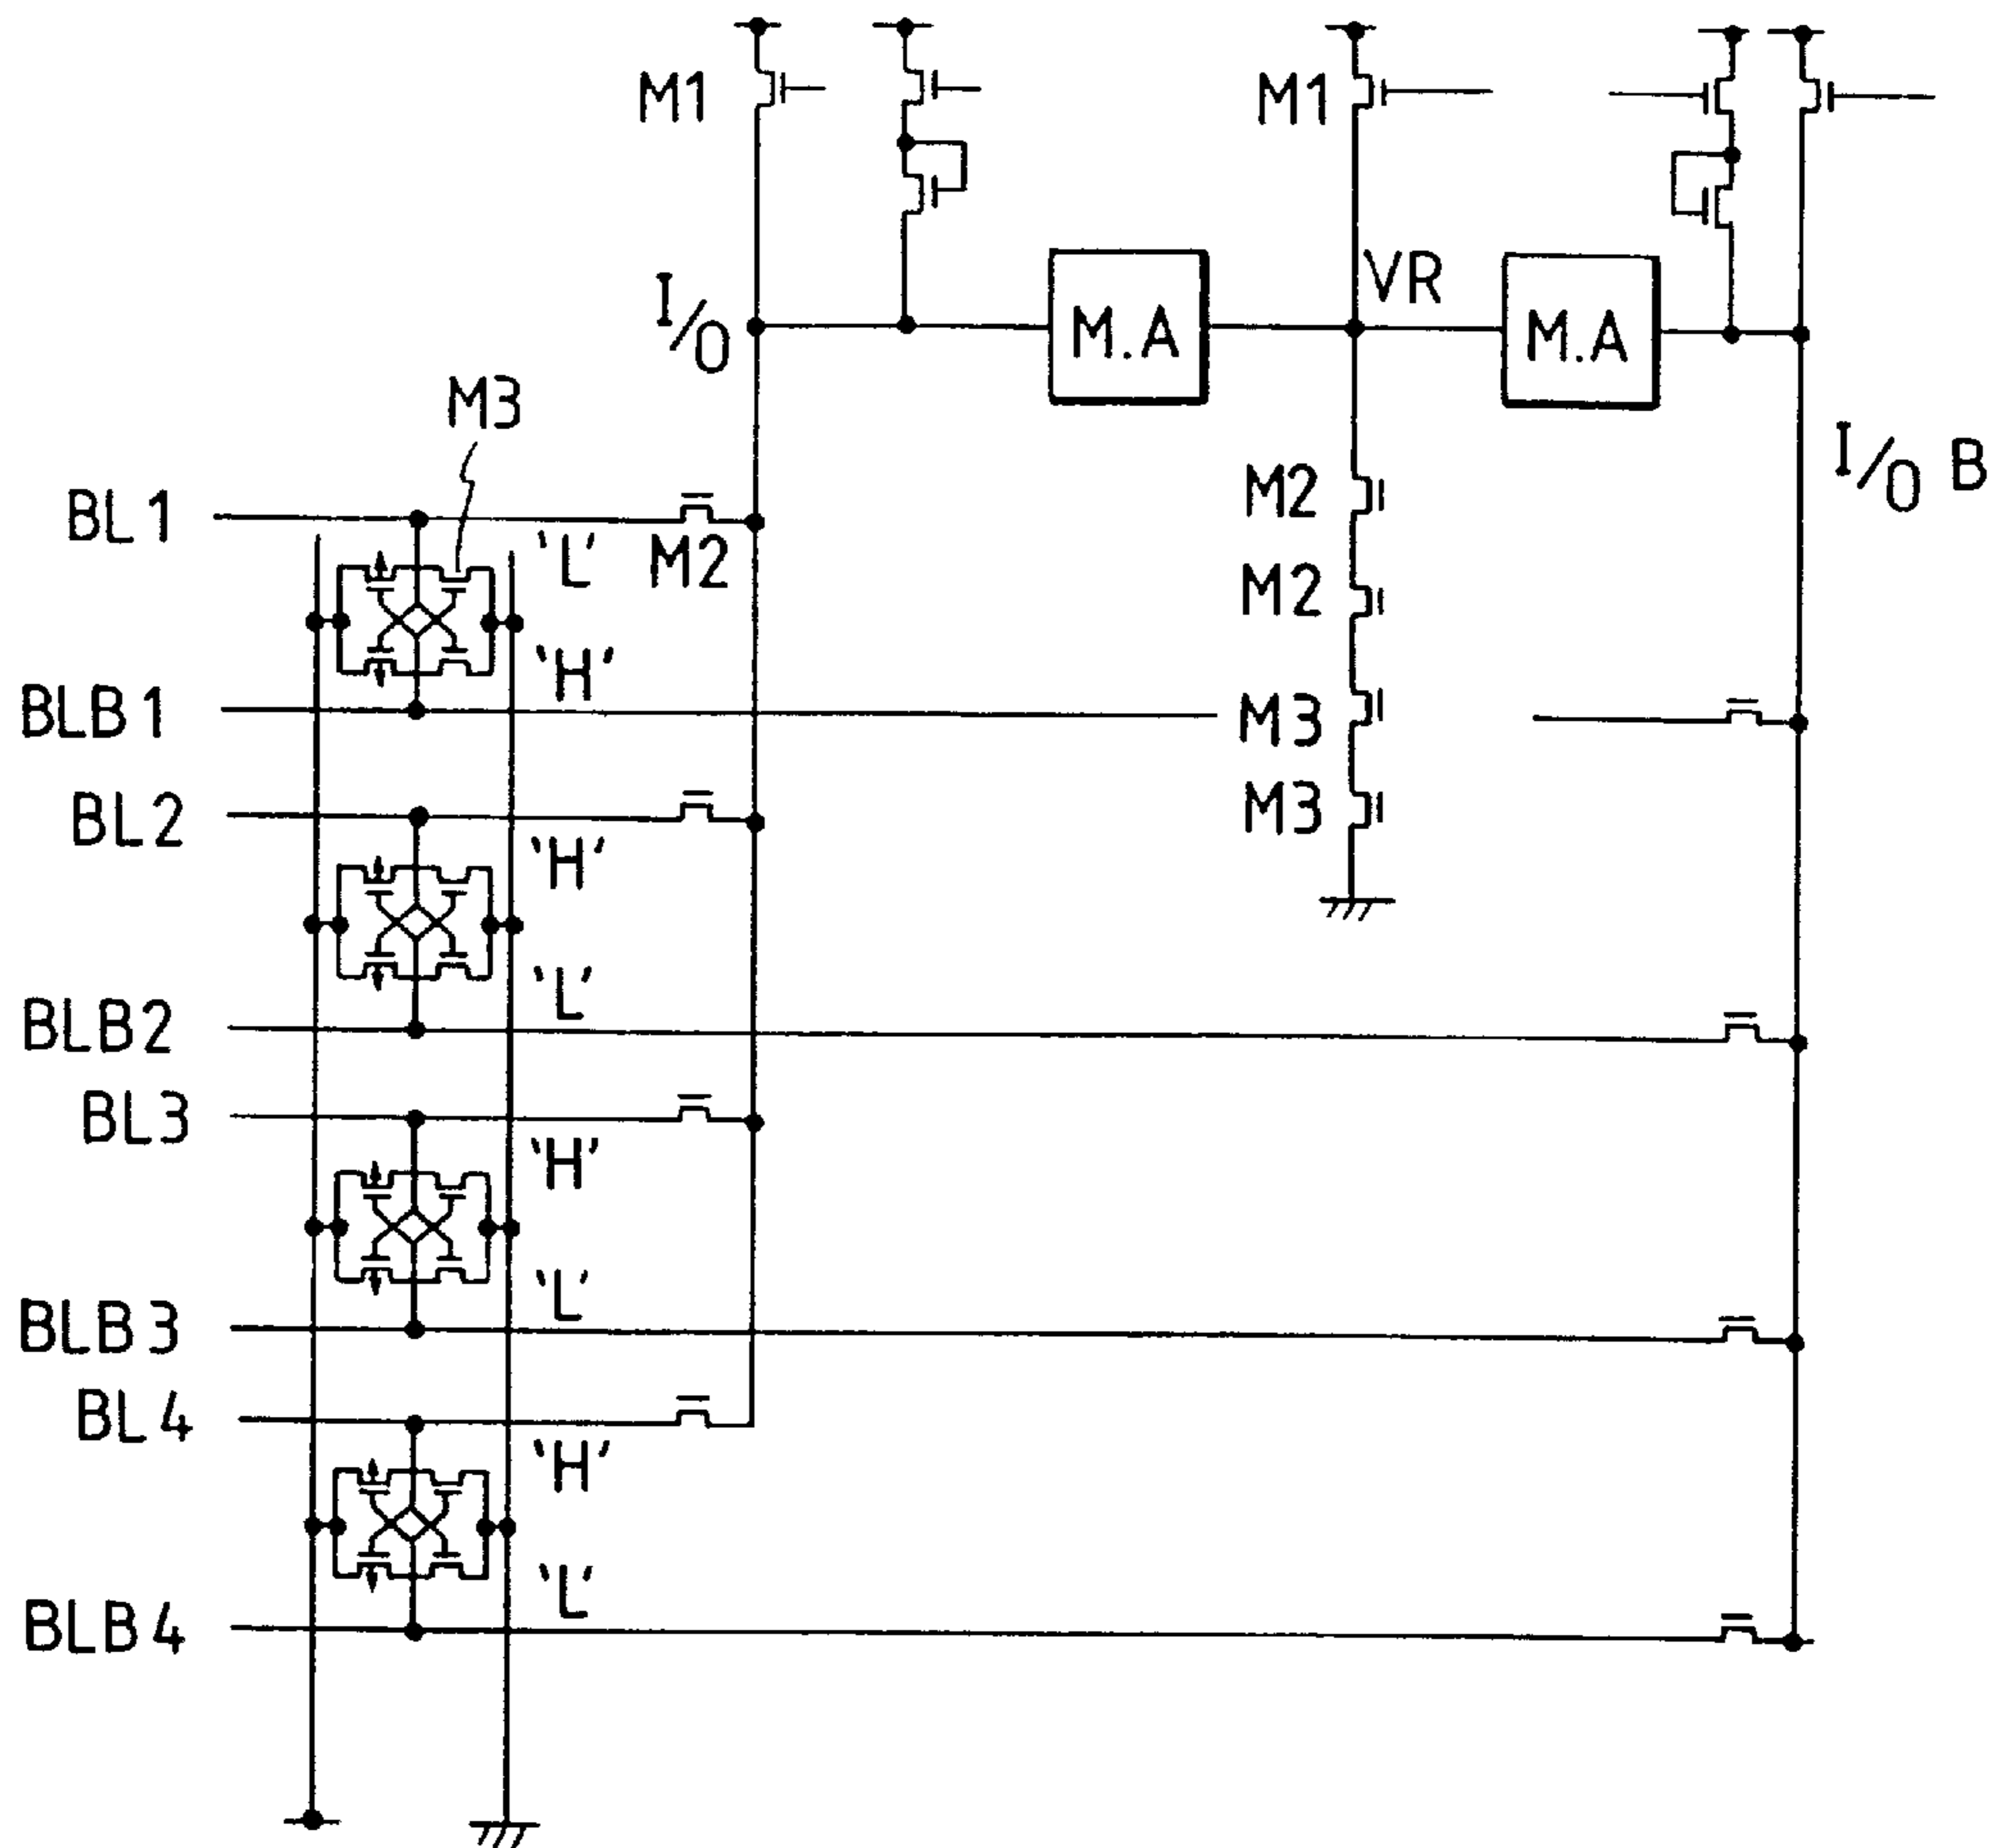 M1
M1
I/O
M.A
VR
M.A
I/O B
M3
BL1
'L'
M2
M2
M2
'H'
BLB1
M3
BL2
'H'
M3
'L'
BLB2
BL3
'H'
'L'
BLB3
BL4
'H'
'L'
BLB4